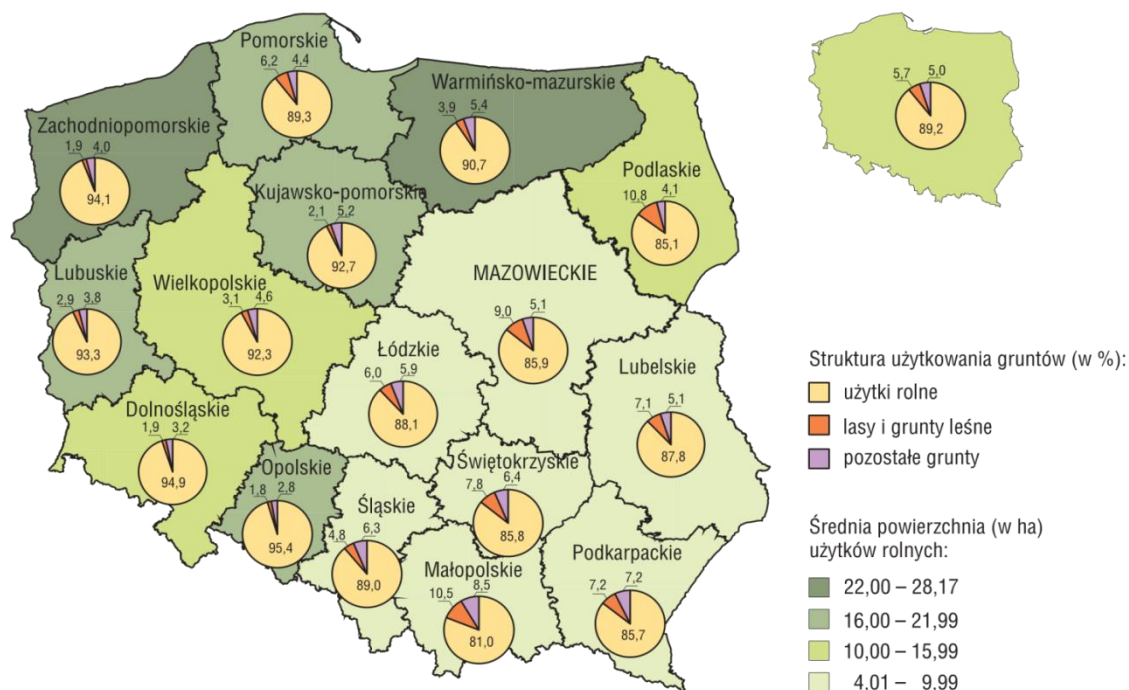 Pomorskie
6,2 4,4
89,3
Warmińsko-mazurskie
3,9 5,4
90,7
Zachodniopomorskie
1,9 4,0
94,1
Podlaskie
10,8 4,1
85,1
Kujawsko-pomorskie
2,1 5,2
92,7
Lubuskie
2,9 3,8
93,3
Wielkopolskie
3,1 4,6
92,3
MAZOWIECKIE
9,0 5,1
85,9
Łódzkie
6,0 5,9
88,1
Lubelskie
7,1 5,1
87,8
Dolnośląskie
1,9 3,2
94,9
Opolskie
1,8 2,8
95,4
Śląskie
4,8 6,3
89,0
Świętokrzyskie
7,8 6,4
85,8
Małopolskie
10,5 8,5
81,0
Podkarpackie
7,2 7,2
85,7
5,7 5,0
89,2
Struktura użytkowania gruntów (w %):
użytki rolne
lasy i grunty leśne
pozostałe grunty
Średnia powierzchnia (w ha)
użytków rolnych:
22,00 – 28,17
16,00 – 21,99
10,00 – 15,99
4,01 – 9,99